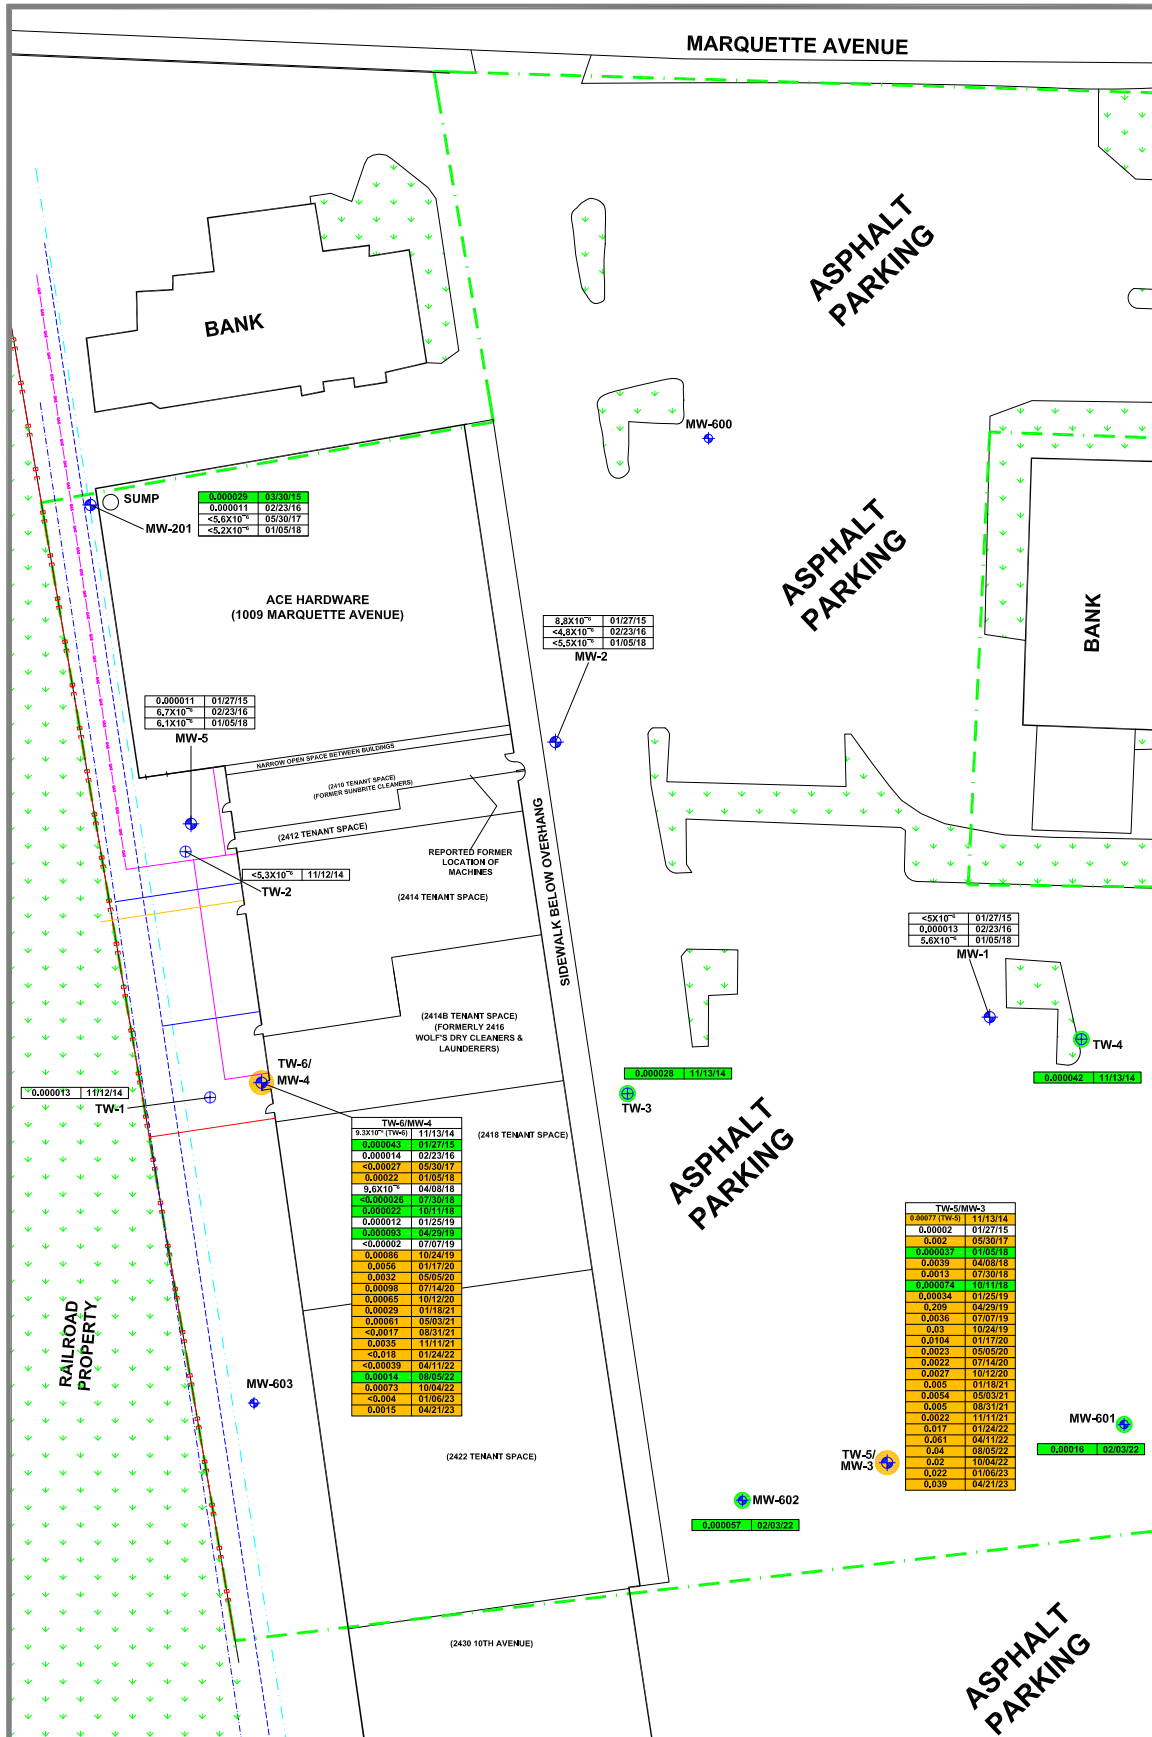 MARQUETTE AVENUE
ASPHALT
PARKING
BANK
MW-600
SUMP
MW-201
0.000029 03/30/15
0.000011 02/23/16
<5.6X10⁻⁶ 05/30/17
<5.2X10⁻⁶ 01/05/18
ASPHALT
PARKING
ACE HARDWARE
(1009 MARQUETTE AVENUE)
BANK
8.8X10⁻⁶ 01/27/15
<4.8X10⁻⁶ 02/23/16
<5.5X10⁻⁶ 01/05/18
MW-2
0.000011 01/27/15
6.7X10⁻⁶ 02/23/16
6.1X10⁻⁶ 01/05/18
MW-5
NARROW OPEN SPACE BETWEEN BUILDINGS
(2410 TENANT SPACE)
(FORMER SUNBRITE CLEANERS)
(2412 TENANT SPACE)
REPORTED FORMER
LOCATION OF
MACHINES
SIDEWALK BELOW OVERHANG
<5.3X10⁻⁶ 11/12/14
TW-2
(2414 TENANT SPACE)
<5X10⁻⁶ 01/27/15
0.000013 02/23/16
5.6X10⁻⁶ 01/05/18
MW-1
(2414B TENANT SPACE)
(FORMERLY 2416
WOLF'S DRY CLEANERS &
LAUNDERERS)
TW-4
0.000042 11/13/14
TW-6/
MW-4
0.000028 11/13/14
TW-3
0.000013 11/12/14
TW-1
TW-6/MW-4
9.3X10⁻⁶ (TW-6) 11/13/14
0.000043 01/27/15
0.000014 02/23/16
<0.00027 05/30/17
0.00022 01/05/18
9.6X10⁻⁶ 04/08/18
<0.000026 07/30/18
0.000022 10/11/18
0.000012 01/25/19
0.000093 04/29/19
<0.00002 07/07/19
0.00086 10/24/19
0.0056 01/17/20
0.0032 05/05/20
0.00098 07/14/20
0.00065 10/12/20
0.00029 01/18/21
0.00061 05/03/21
<0.0017 08/31/21
0.0035 11/11/21
<0.018 01/24/22
<0.00039 04/11/22
0.00014 08/05/22
0.00073 10/04/22
<0.004 01/06/23
0.0015 04/21/23
(2418 TENANT SPACE)
ASPHALT
PARKING
TW-5/MW-3
0.00077 (TW-5) 11/13/14
0.00002 01/27/15
0.002 05/30/17
0.000037 01/05/18
0.0039 04/08/18
0.0013 07/30/18
0.000074 10/11/18
0.00034 01/25/19
0.209 04/29/19
0.0036 07/07/19
0.03 10/24/19
0.0104 01/17/20
0.0023 05/05/20
0.0022 07/14/20
0.0027 10/12/20
0.005 01/18/21
0.0054 05/03/21
0.005 08/31/21
0.0022 11/11/21
0.017 01/24/22
0.061 04/11/22
0.04 08/05/22
0.02 10/04/22
0.022 01/06/23
0.039 04/21/23
RAILROAD
PROPERTY
MW-603
MW-601
0.00016 02/03/22
TW-5/
MW-3
(2422 TENANT SPACE)
MW-602
0.000057 02/03/22
(2430 10TH AVENUE)
ASPHALT
PARKING